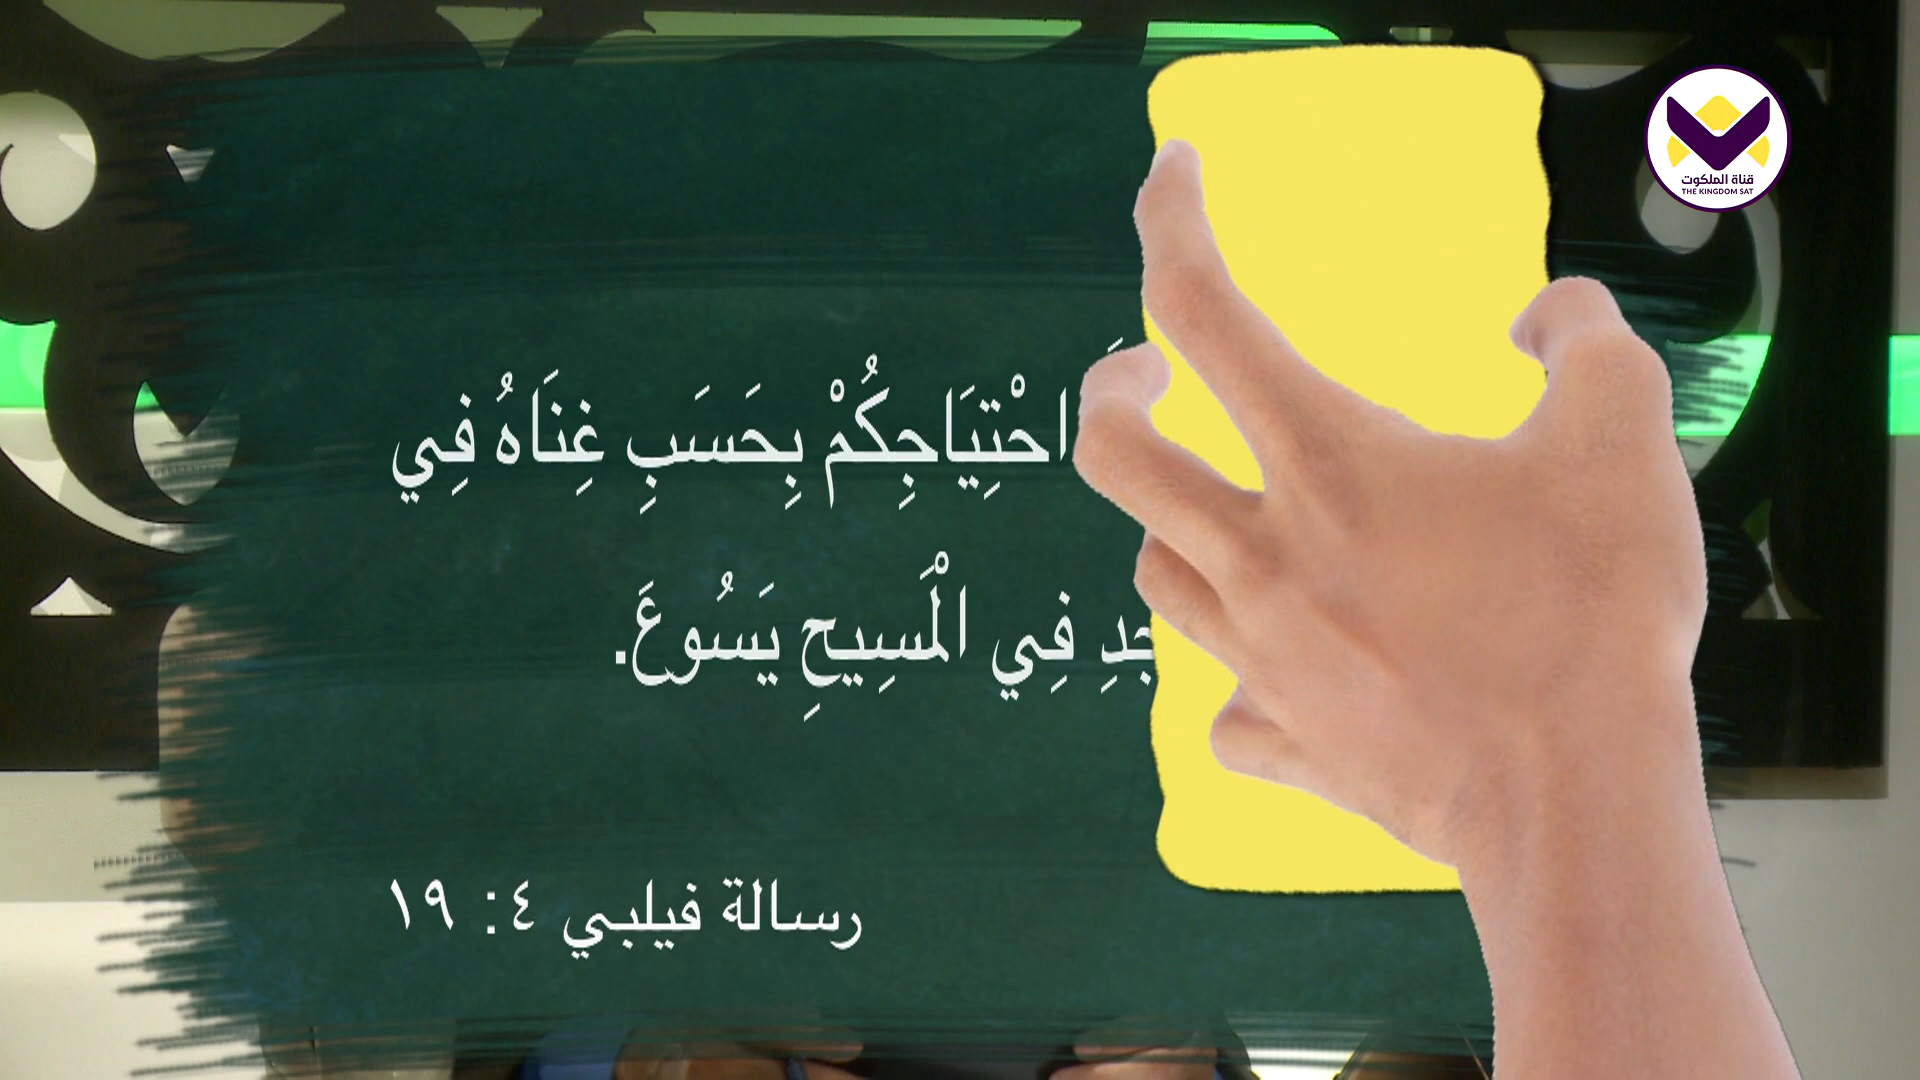 احْتِيَاجِكُمْ بِحَسَبِ غِنَاهُ فِي
فِي الْمَسِيحِ يَسُوعَ.
رسالة فيلبي ٤: ١٩
قناة الملكوت
THE KINGDOM SAT